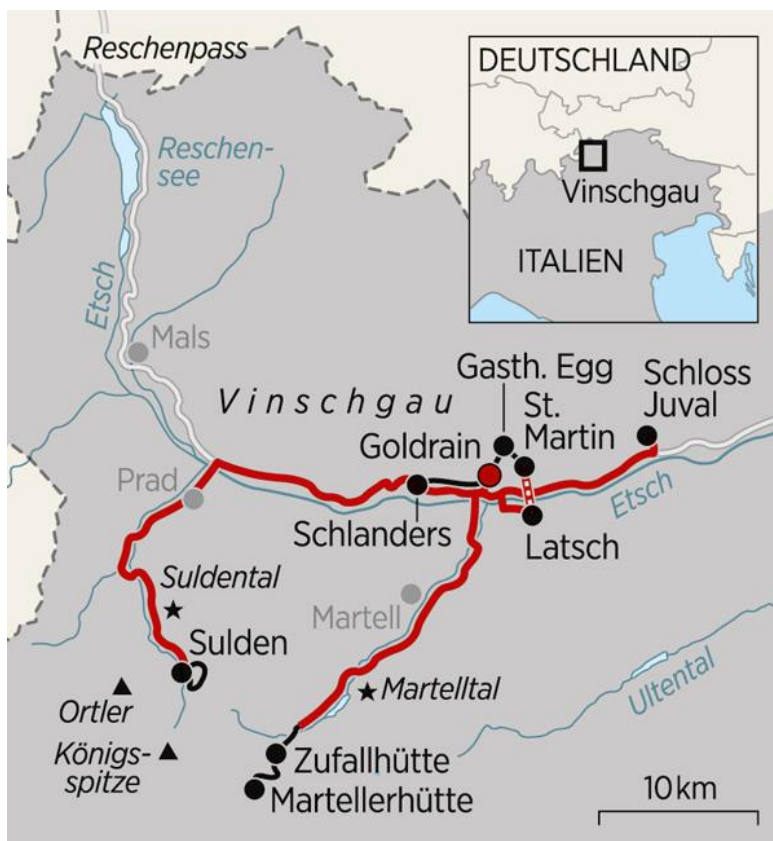 Reschenpass
DEUTSCHLAND
Vinschgau
ITALIEN
Reschen-
see
Etsch
Mals
Vinschgau
Gasth. Egg
St.
Martin
Schloss
Juval
Goldrain
Prad
Schlanders
Etsch
Latsch
Suldental
Martell
Sulden
Martelltal
Ultental
Ortler
Königs-
spitze
Zufallhütte
Martellerhütte
10 km